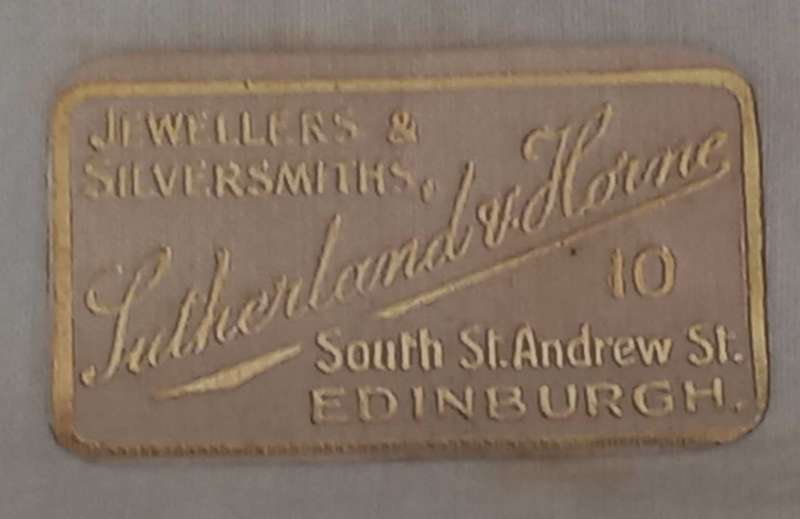 JEWELLERS &
SILVERSMITHS.
Sutherland & Horne
10
South St. Andrew St.
EDINBURGH.